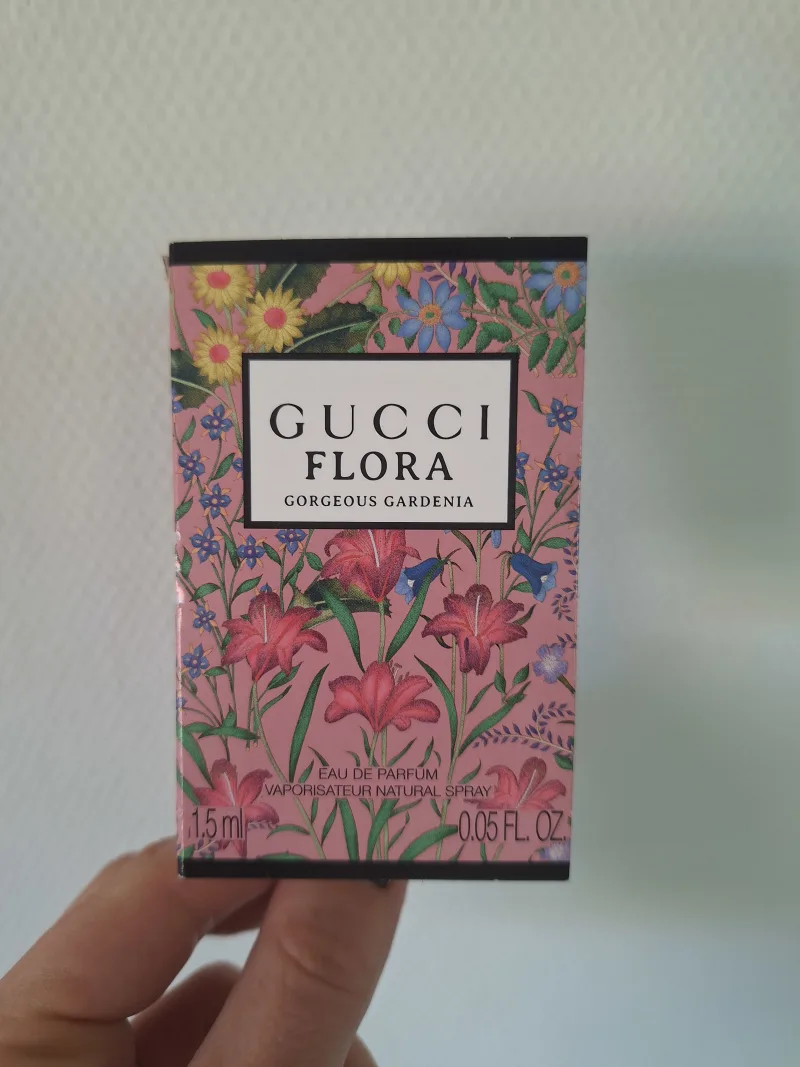 GUCCI
FLORA
GORGEOUS GARDENIA
EAU DE PARFUM
VAPORISATEUR NATURAL SPRAY
1.5 ml 0.05 FL. OZ.